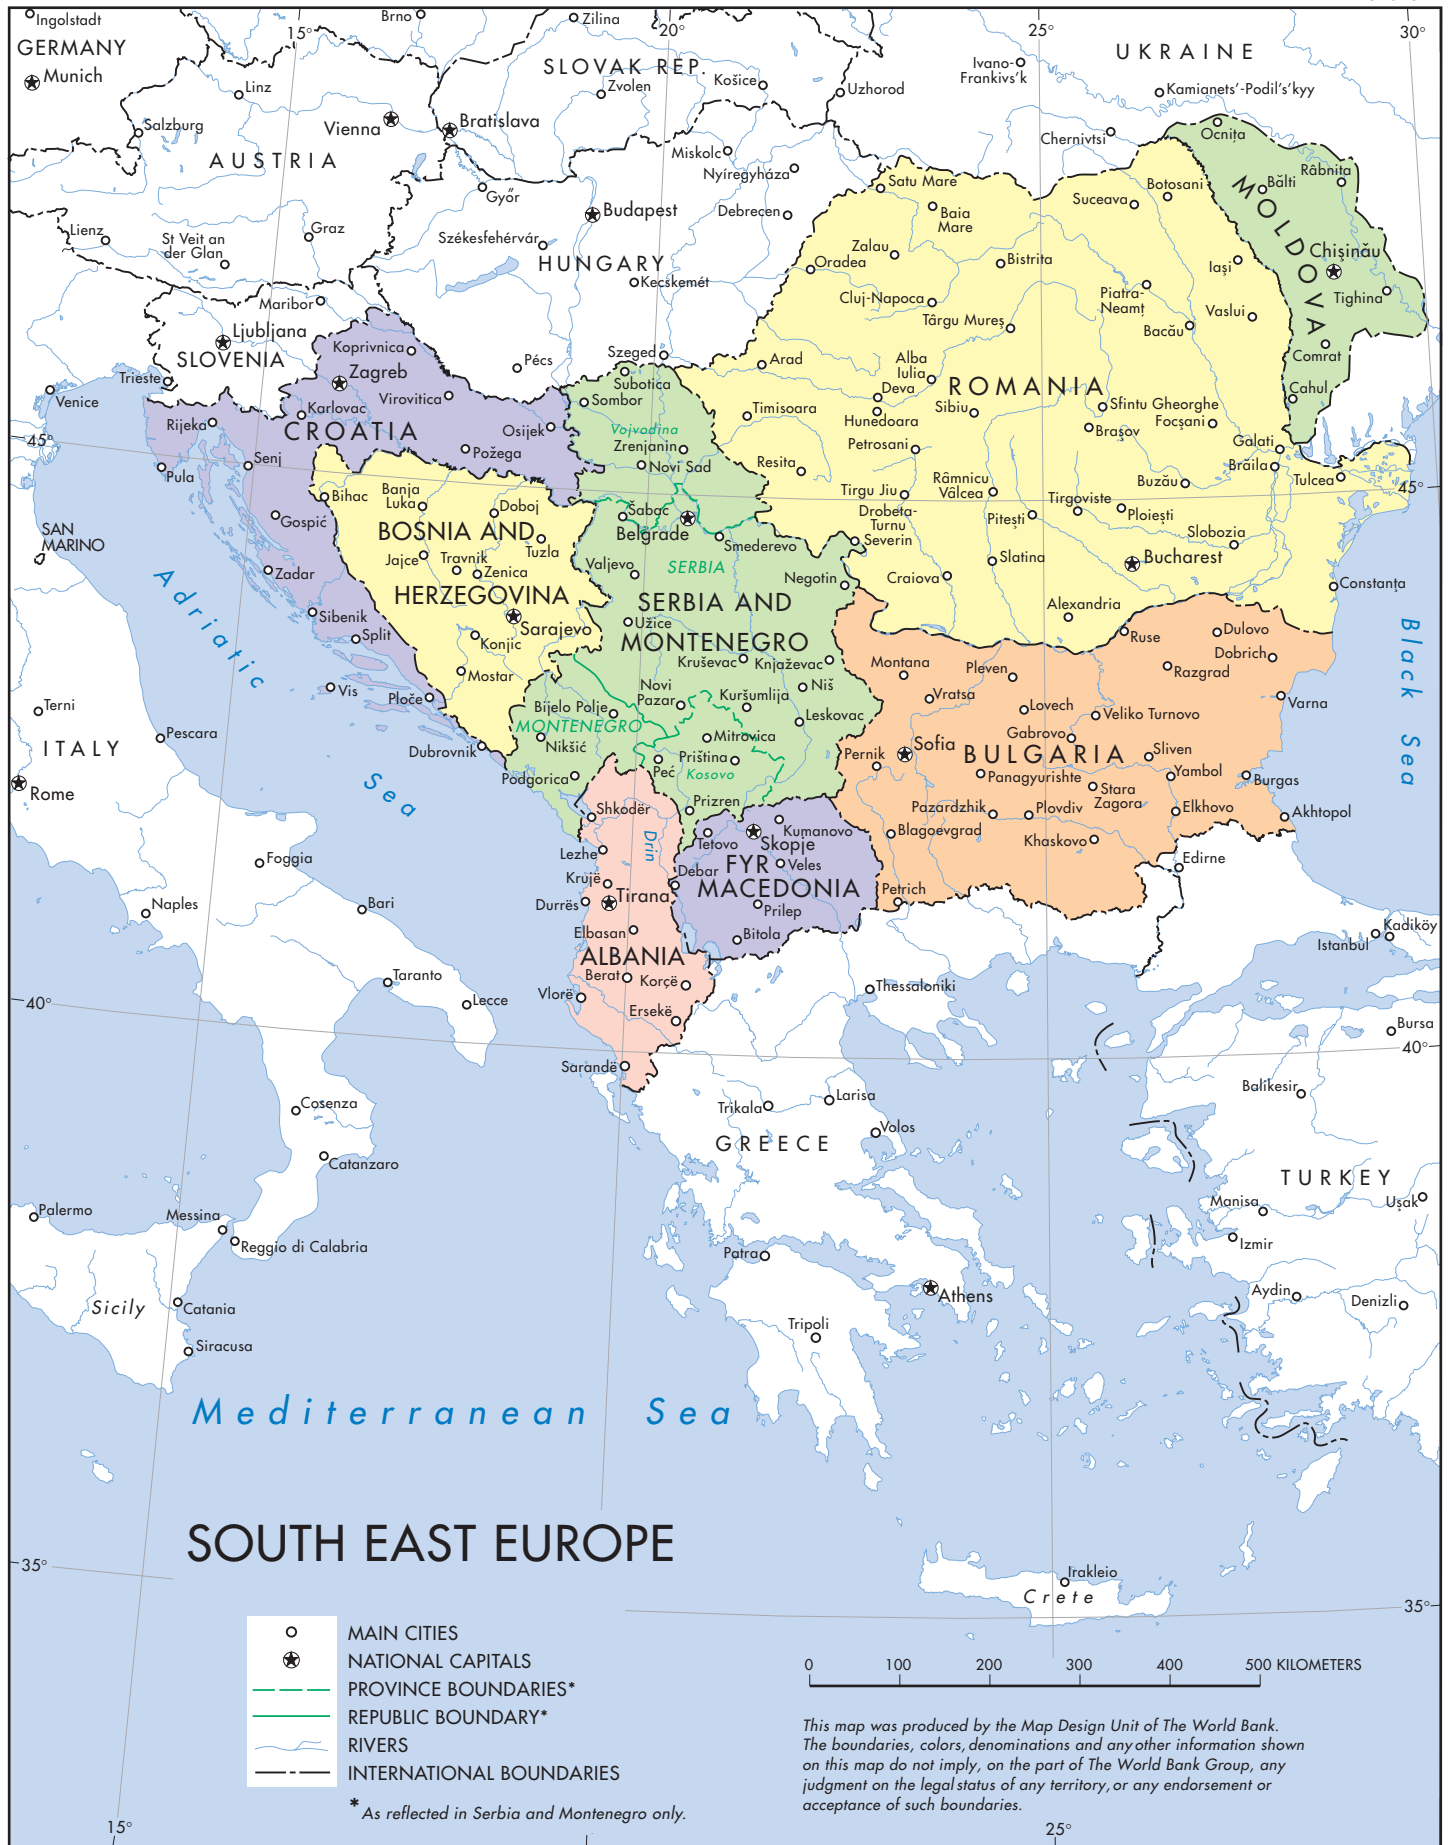 15°
20°
25°
30°
Ingolstadt
GERMANY
Munich
Brno
Zilina
SLOVAK REP.
Košice
Zvolen
Uzhorod
Ivano-
Frankivs'k
UKRAINE
Kamianets'-Podil's'kyy
Chernivtsi
Linz
Salzburg
Vienna
Bratislava
AUSTRIA
Miskolc
Nyíregyháza
Győr
Budapest
Debrecen
Lienz
St Veit an
der Glan
Graz
Székesfehérvár
HUNGARY
Kecskemét
Maribor
Ljubljana
SLOVENIA
Pécs
Szeged
Trieste
Venice
Ocniţa
Râbnita
Bălti
MOLDOVA
Chişinău
Tighina
Comrat
Cahul
Satu Mare
Baia
Mare
Botosani
Suceava
Zalau
Oradea
Bistrita
Iaşi
Cluj-Napoca
Piatra-
Neamţ
Târgu Mureş
Bacău
Vaslui
Arad
Alba
Iulia
Deva
ROMANIA
Timisoara
Hunedoara
Sibiu
Sfintu Gheorghe
Focşani
Braşov
Petrosani
Galati
Brăila
Resita
Tirgu Jiu
Râmnicu
Vâlcea
Buzău
Tulcea
Tirgoviste
Drobeta-
Turnu
Severin
Piteşti
Ploieşti
Slobozia
Slatina
Bucharest
Craiova
Constanţa
Alexandria
Koprivnica
Zagreb
Virovitica
Karlovac
Rijeka
CROATIA
Osijek
Požega
Pula
Senj
Gospić
Zadar
Sibenik
Split
Vis
Ploče
Dubrovnik
Bihac
Banja
Luka
Doboj
BOSNIA AND
HERZEGOVINA
Tuzla
Jajce
Travnik
Zenica
Sarajevo
Konjic
Mostar
Subotica
Sombor
Vojvodina
Zrenjanin
Novi Sad
Šabac
Belgrade
Smederevo
Valjevo
SERBIA
Negotin
SERBIA AND
MONTENEGRO
Užice
Kruševac
Knjaževac
Novi
Pazar
Niš
Kuršumlija
Bijelo Polje
Leskovac
MONTENEGRO
Nikšić
Mitrovica
Priština
Peć
Kosovo
Podgorica
Prizren
Montana
Pleven
Ruse
Dulovo
Dobrich
Razgrad
Vratsa
Lovech
Veliko Turnovo
Varna
Gabrovo
Pernik
Sofia
BULGARIA
Sliven
Yambol
Panagyurishte
Burgas
Stara
Zagora
Pazardzhik
Plovdiv
Elkhovo
Akhtopol
Blagoevgrad
Khaskovo
Petrich
Shkodër
Drin
Lezhe
Krujë
Durrës
Tirana
Elbasan
ALBANIA
Berat
Korçë
Vlorë
Ersekë
Sarandë
Kumanovo
Tetovo
Skopje
FYR
MACEDONIA
Veles
Debar
Prilep
Bitola
Edirne
Kadiköy
Istanbul
Bursa
Balikesir
TURKEY
Manisa
Uşak
Izmir
Aydin
Denizli
Thessaloniki
Trikala
Larisa
Volos
GREECE
Patra
Athens
Tripoli
Irakleio
Crete
SAN
MARINO
Terni
ITALY
Pescara
Rome
Foggia
Naples
Bari
Taranto
Lecce
Cosenza
Catanzaro
Palermo
Messina
Reggio di Calabria
Sicily
Catania
Siracusa
Adriatic
Sea
Black Sea
Mediterranean Sea
45°
45°
40°
40°
35°
35°
SOUTH EAST EUROPE
MAIN CITIES
NATIONAL CAPITALS
PROVINCE BOUNDARIES*
REPUBLIC BOUNDARY*
RIVERS
INTERNATIONAL BOUNDARIES
* As reflected in Serbia and Montenegro only.
0 100 200 300 400 500 KILOMETERS
This map was produced by the Map Design Unit of The World Bank.
The boundaries, colors, denominations and any other information shown
on this map do not imply, on the part of The World Bank Group, any
judgment on the legal status of any territory, or any endorsement or
acceptance of such boundaries.
15°
25°